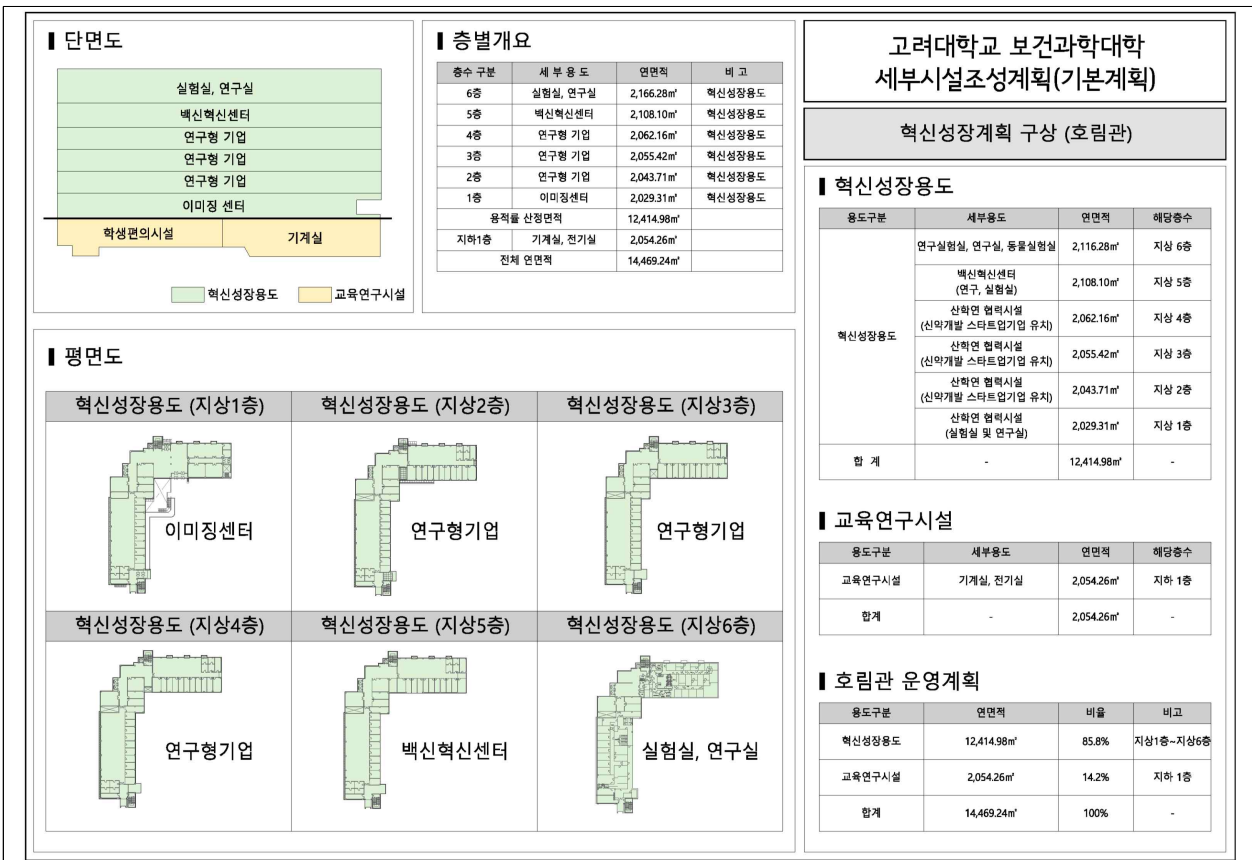 단면도
실험실, 연구실
백신혁신센터
연구형 기업
연구형 기업
연구형 기업
이미징 센터
학생편의시설 기계실
혁신성장용도 교육연구시설
층별개요
층수 구분 세 부 용 도 연면적 비 고
6층 실험실, 연구실 2,166.28㎡ 혁신성장용도
5층 백신혁신센터 2,108.10㎡ 혁신성장용도
4층 연구형 기업 2,062.16㎡ 혁신성장용도
3층 연구형 기업 2,055.42㎡ 혁신성장용도
2층 연구형 기업 2,043.71㎡ 혁신성장용도
1층 이미징센터 2,029.31㎡ 혁신성장용도
용적률 산정면적 12,414.98㎡
지하1층 기계실, 전기실 2,054.26㎡
전체 연면적 14,469.24㎡
평면도
혁신성장용도 (지상1층) 혁신성장용도 (지상2층) 혁신성장용도 (지상3층)
이미징센터 연구형기업 연구형기업
혁신성장용도 (지상4층) 혁신성장용도 (지상5층) 혁신성장용도 (지상6층)
연구형기업 백신혁신센터 실험실, 연구실
고려대학교 보건과학대학
세부시설조성계획(기본계획)
혁신성장계획 구상 (호림관)
혁신성장용도
용도구분 세부용도 연면적 해당층수
혁신성장용도
연구실험실, 연구실, 동물실험실 2,116.28㎡ 지상 6층
백신혁신센터
(연구, 실험실) 2,108.10㎡ 지상 5층
산학연 협력시설
(신약개발 스타트업기업 유치) 2,062.16㎡ 지상 4층
산학연 협력시설
(신약개발 스타트업기업 유치) 2,055.42㎡ 지상 3층
산학연 협력시설
(신약개발 스타트업기업 유치) 2,043.71㎡ 지상 2층
산학연 협력시설
(실험실 및 연구실) 2,029.31㎡ 지상 1층
합 계 - 12,414.98㎡ -
교육연구시설
용도구분 세부용도 연면적 해당층수
교육연구시설 기계실, 전기실 2,054.26㎡ 지하 1층
합계 - 2,054.26㎡ -
호림관 운영계획
용도구분 연면적 비율 비고
혁신성장용도 12,414.98㎡ 85.8% 지상1층~지상6층
교육연구시설 2,054.26㎡ 14.2% 지하 1층
합계 14,469.24㎡ 100% -